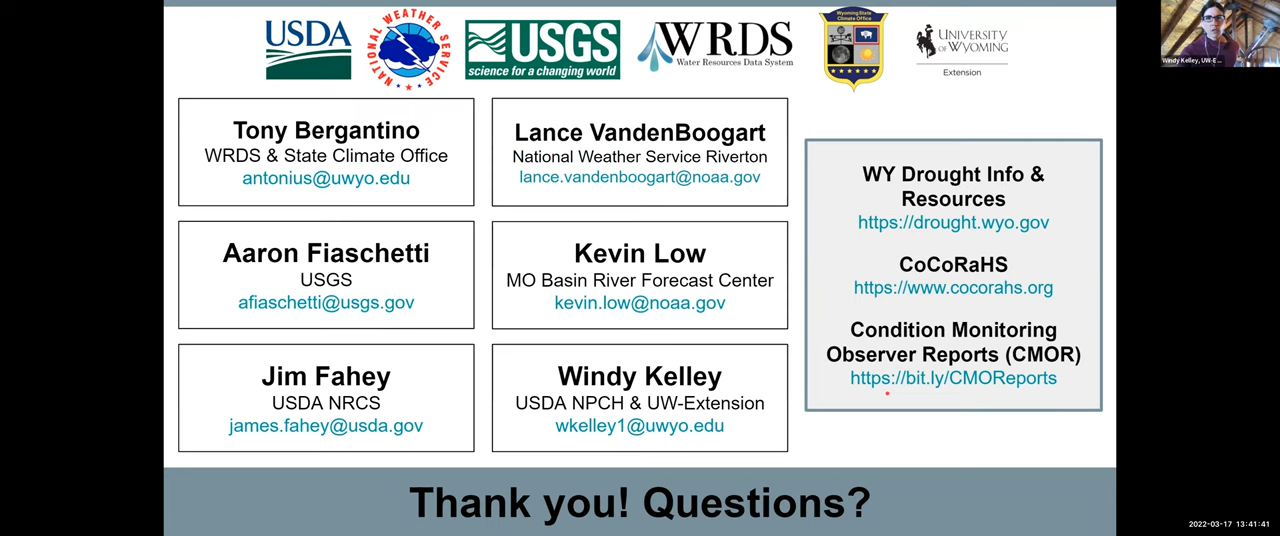 USDA
NATIONAL WEATHER SERVICE
USGS
science for a changing world
WRDS
Water Resources Data System
Wyoming State
Climate Office
UNIVERSITY
OF WYOMING
Extension
Windy Kelley, UW-E...
Tony Bergantino
WRDS & State Climate Office
antonius@uwyo.edu
Lance VandenBoogart
National Weather Service Riverton
lance.vandenboogart@noaa.gov
Aaron Fiaschetti
USGS
afiaschetti@usgs.gov
Kevin Low
MO Basin River Forecast Center
kevin.low@noaa.gov
Jim Fahey
USDA NRCS
james.fahey@usda.gov
Windy Kelley
USDA NPCH & UW-Extension
wkelley1@uwyo.edu
WY Drought Info &
Resources
https://drought.wyo.gov
CoCoRaHS
https://www.cocorahs.org
Condition Monitoring
Observer Reports (CMOR)
https://bit.ly/CMOReports
Thank you! Questions?
2022-03-17 13:41:41